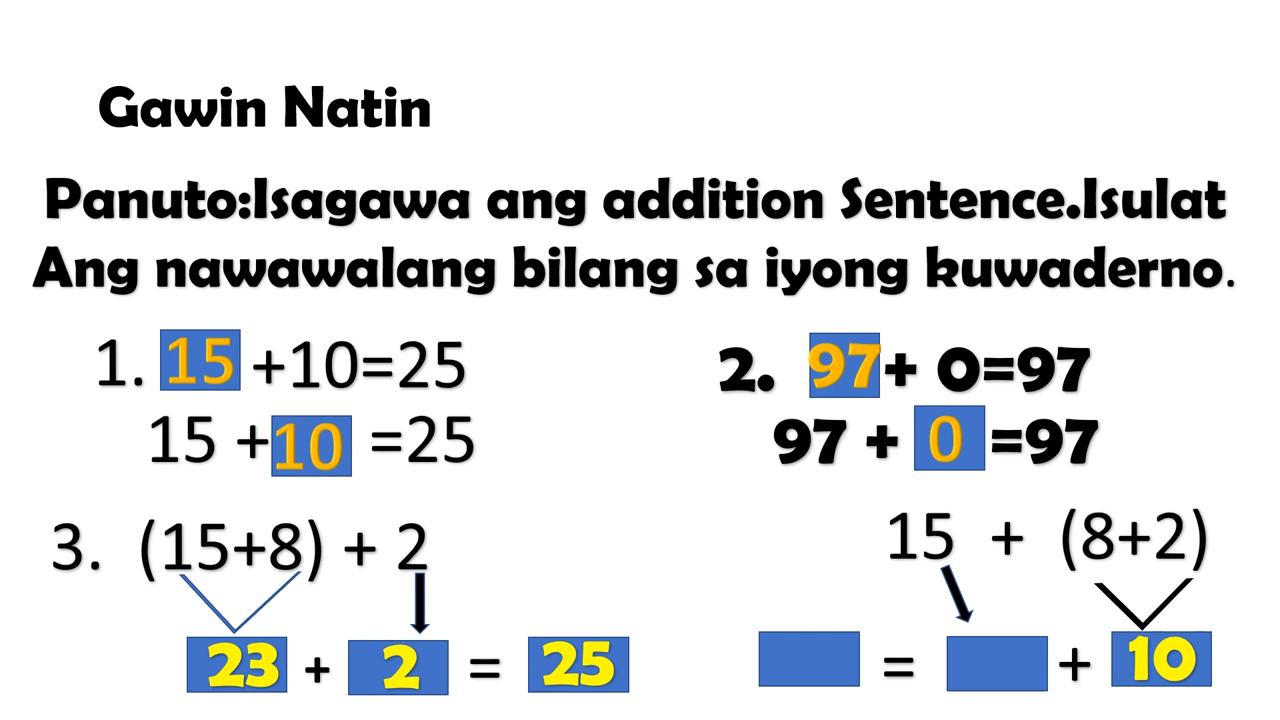 Gawin Natin
Panuto:Isagawa ang addition Sentence.Isulat
Ang nawawalang bilang sa iyong kuwaderno.
1. 15 +10=25
15 +10 =25
2. 97+ 0=97
97 + 0 =97
3. (15+8) + 2
23 + 2 = 25
15 + (8+2)
= + 10